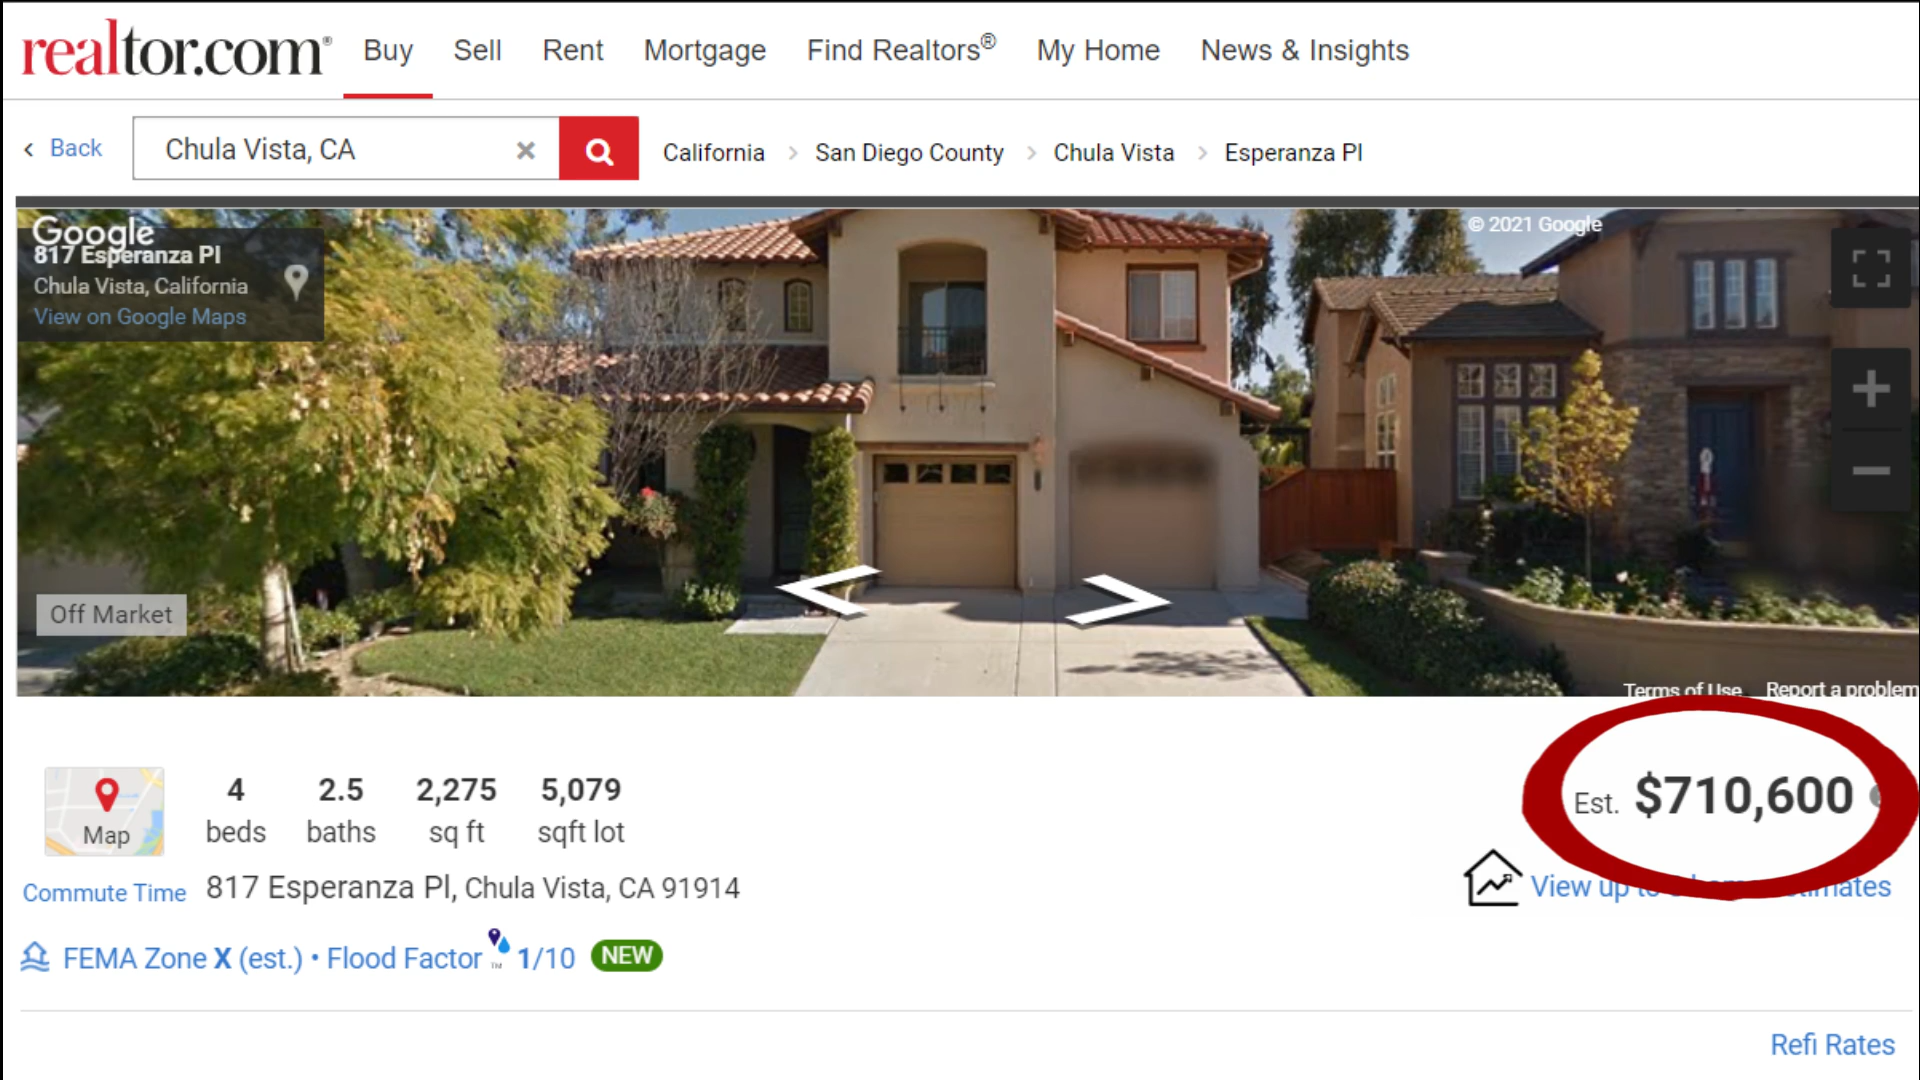 realtor.com® Buy Sell Rent Mortgage Find Realtors® My Home News & Insights
‹ Back Chula Vista, CA × California > San Diego County > Chula Vista > Esperanza Pl
Google
© 2021 Google
817 Esperanza Pl
Chula Vista, California
View on Google Maps
Off Market
Terms of Use Report a problem
4 2.5 2,275 5,079
beds baths sq ft sqft lot
Map
Est. $710,600
Commute Time 817 Esperanza Pl, Chula Vista, CA 91914
View up to
FEMA Zone X (est.) • Flood Factor ™ 1/10 NEW
Refi Rates